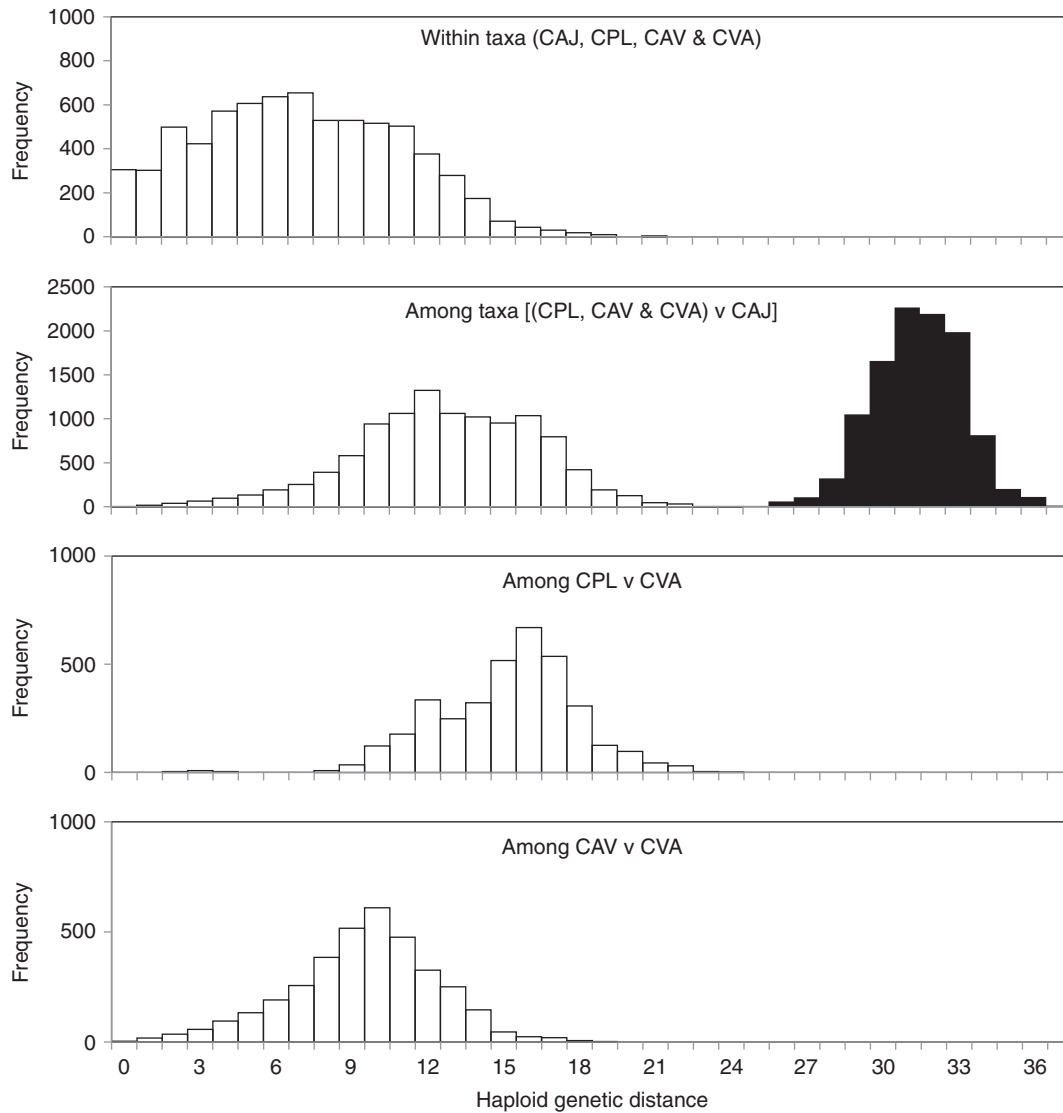 Within taxa (CAJ, CPL, CAV & CVA)
Frequency
1000
800
600
400
200
0
Among taxa [(CPL, CAV & CVA) v CAJ]
Frequency
2500
2000
1500
1000
500
0
Among CPL v CVA
Frequency
1000
500
0
Among CAV v CVA
Frequency
1000
500
0
0 3 6 9 12 15 18 21 24 27 30 33 36
Haploid genetic distance